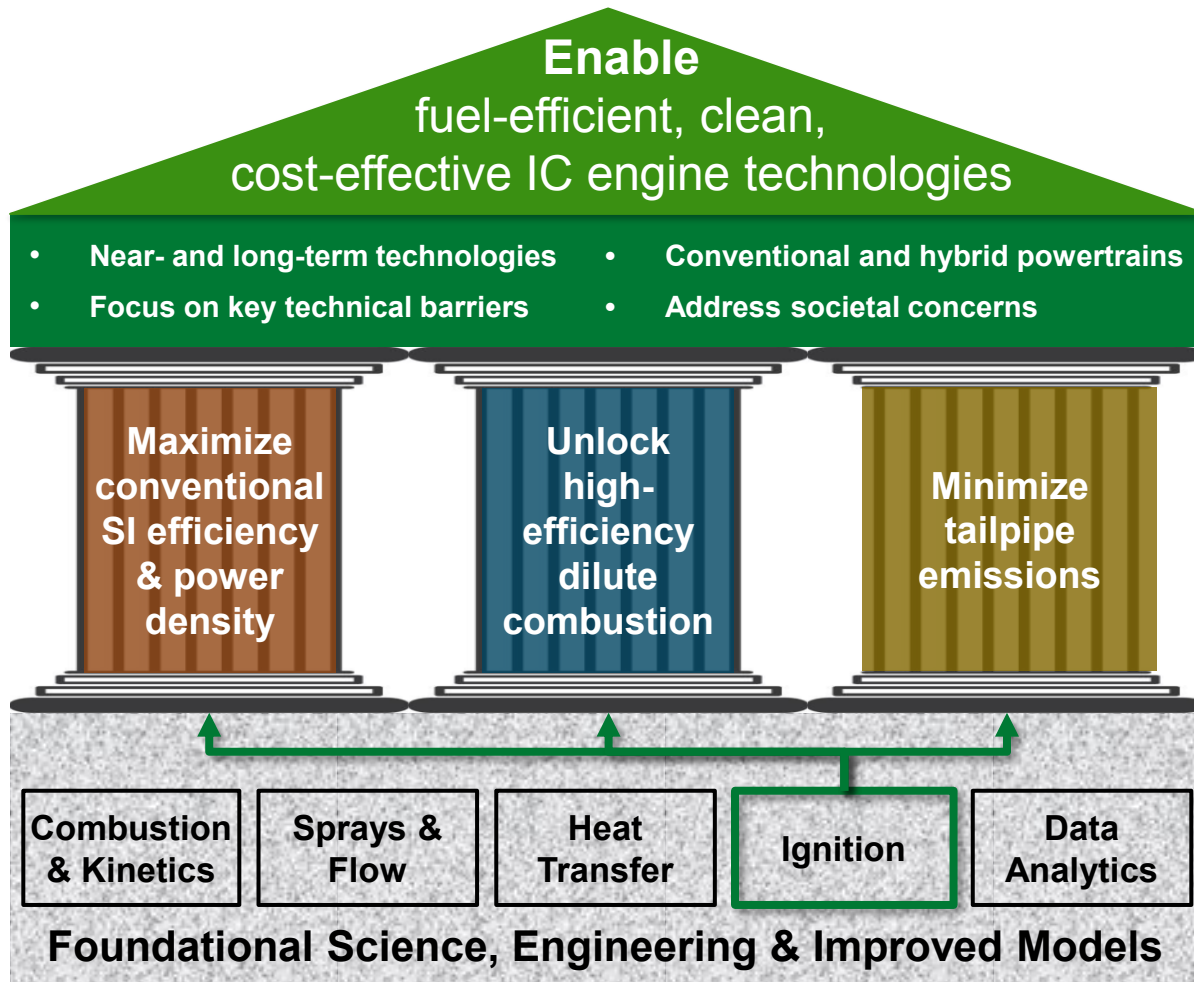 Enable
fuel-efficient, clean,
cost-effective IC engine technologies
• Near- and long-term technologies
• Focus on key technical barriers
• Conventional and hybrid powertrains
• Address societal concerns
Maximize
conventional
SI efficiency
& power
density
Unlock
high-
efficiency
dilute
combustion
Minimize
tailpipe
emissions
Combustion
& Kinetics
Sprays &
Flow
Heat
Transfer
Ignition
Data
Analytics
Foundational Science, Engineering & Improved Models